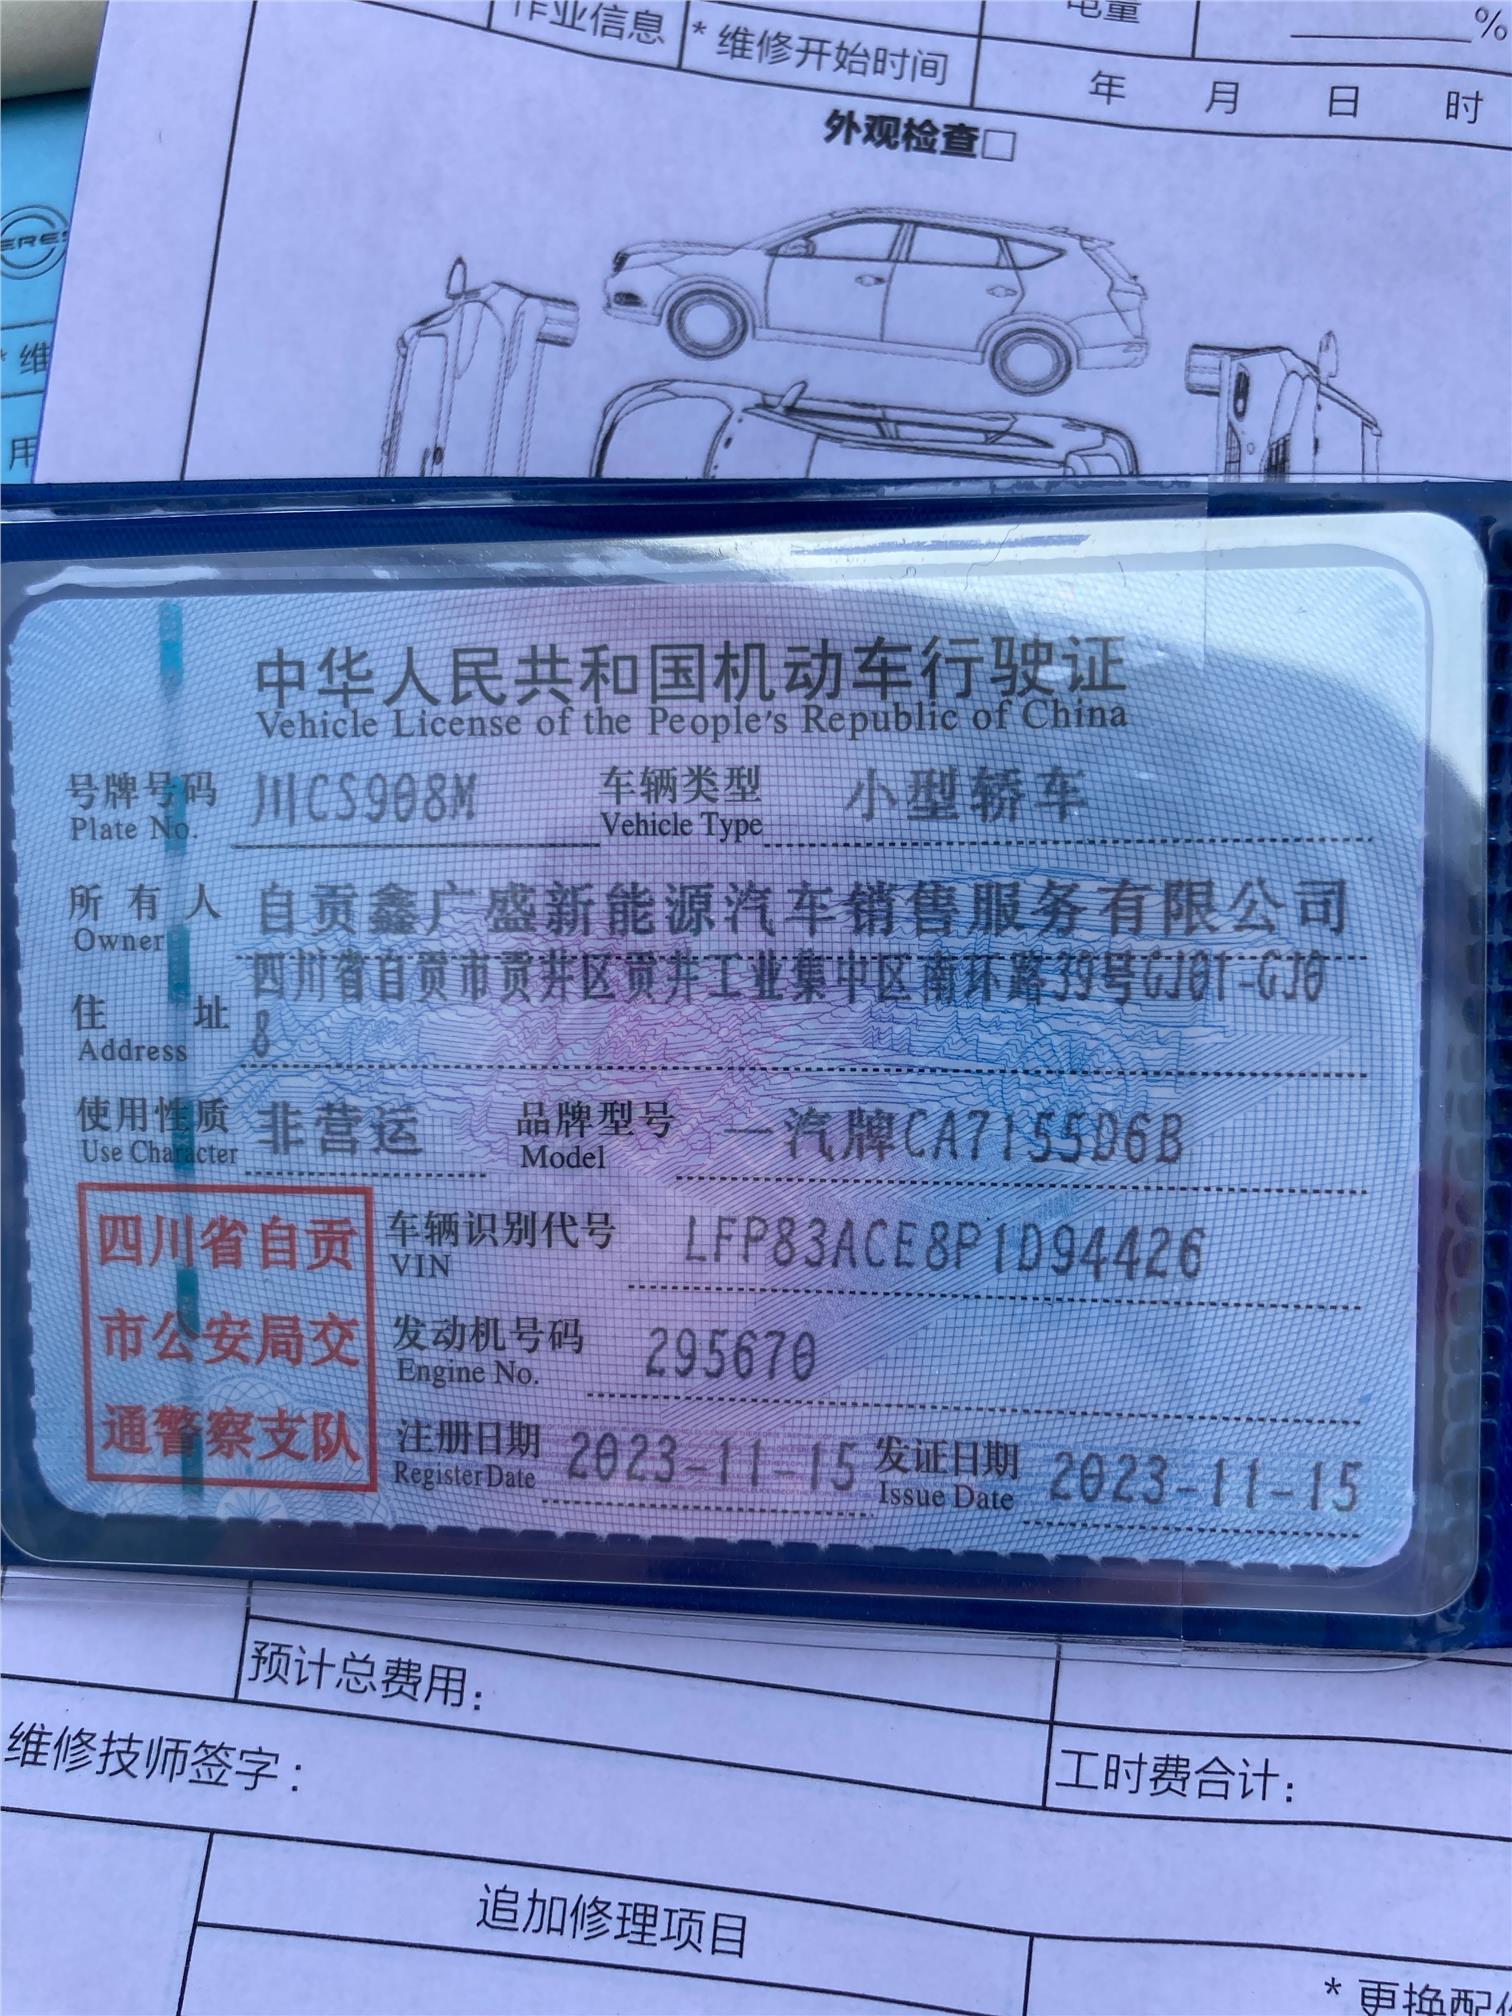 作业信息
* 维修开始时间
电量
%
年 月 日 时
外观检查□
* 维
用
中华人民共和国机动车行驶证
Vehicle License of the People's Republic of China
号牌号码 川CS908M 车辆类型 小型轿车
Plate No. Vehicle Type
所有人 自贡鑫广盛新能源汽车销售服务有限公司
Owner
四川省自贡市贡井区贡井工业集中区南环路39号GJ01-GJ0
住址 8
Address
使用性质 非营运 品牌型号 一汽牌CA7155D6B
Use Character Model
四川省自贡
市公安局交
通警察支队
车辆识别代号 LFP83ACE8P1D94426
VIN
发动机号码 295670
Engine No.
注册日期 2023-11-15 发证日期 2023-11-15
Register Date Issue Date
预计总费用:
维修技师签字:
工时费合计:
追加修理项目
* 更换配